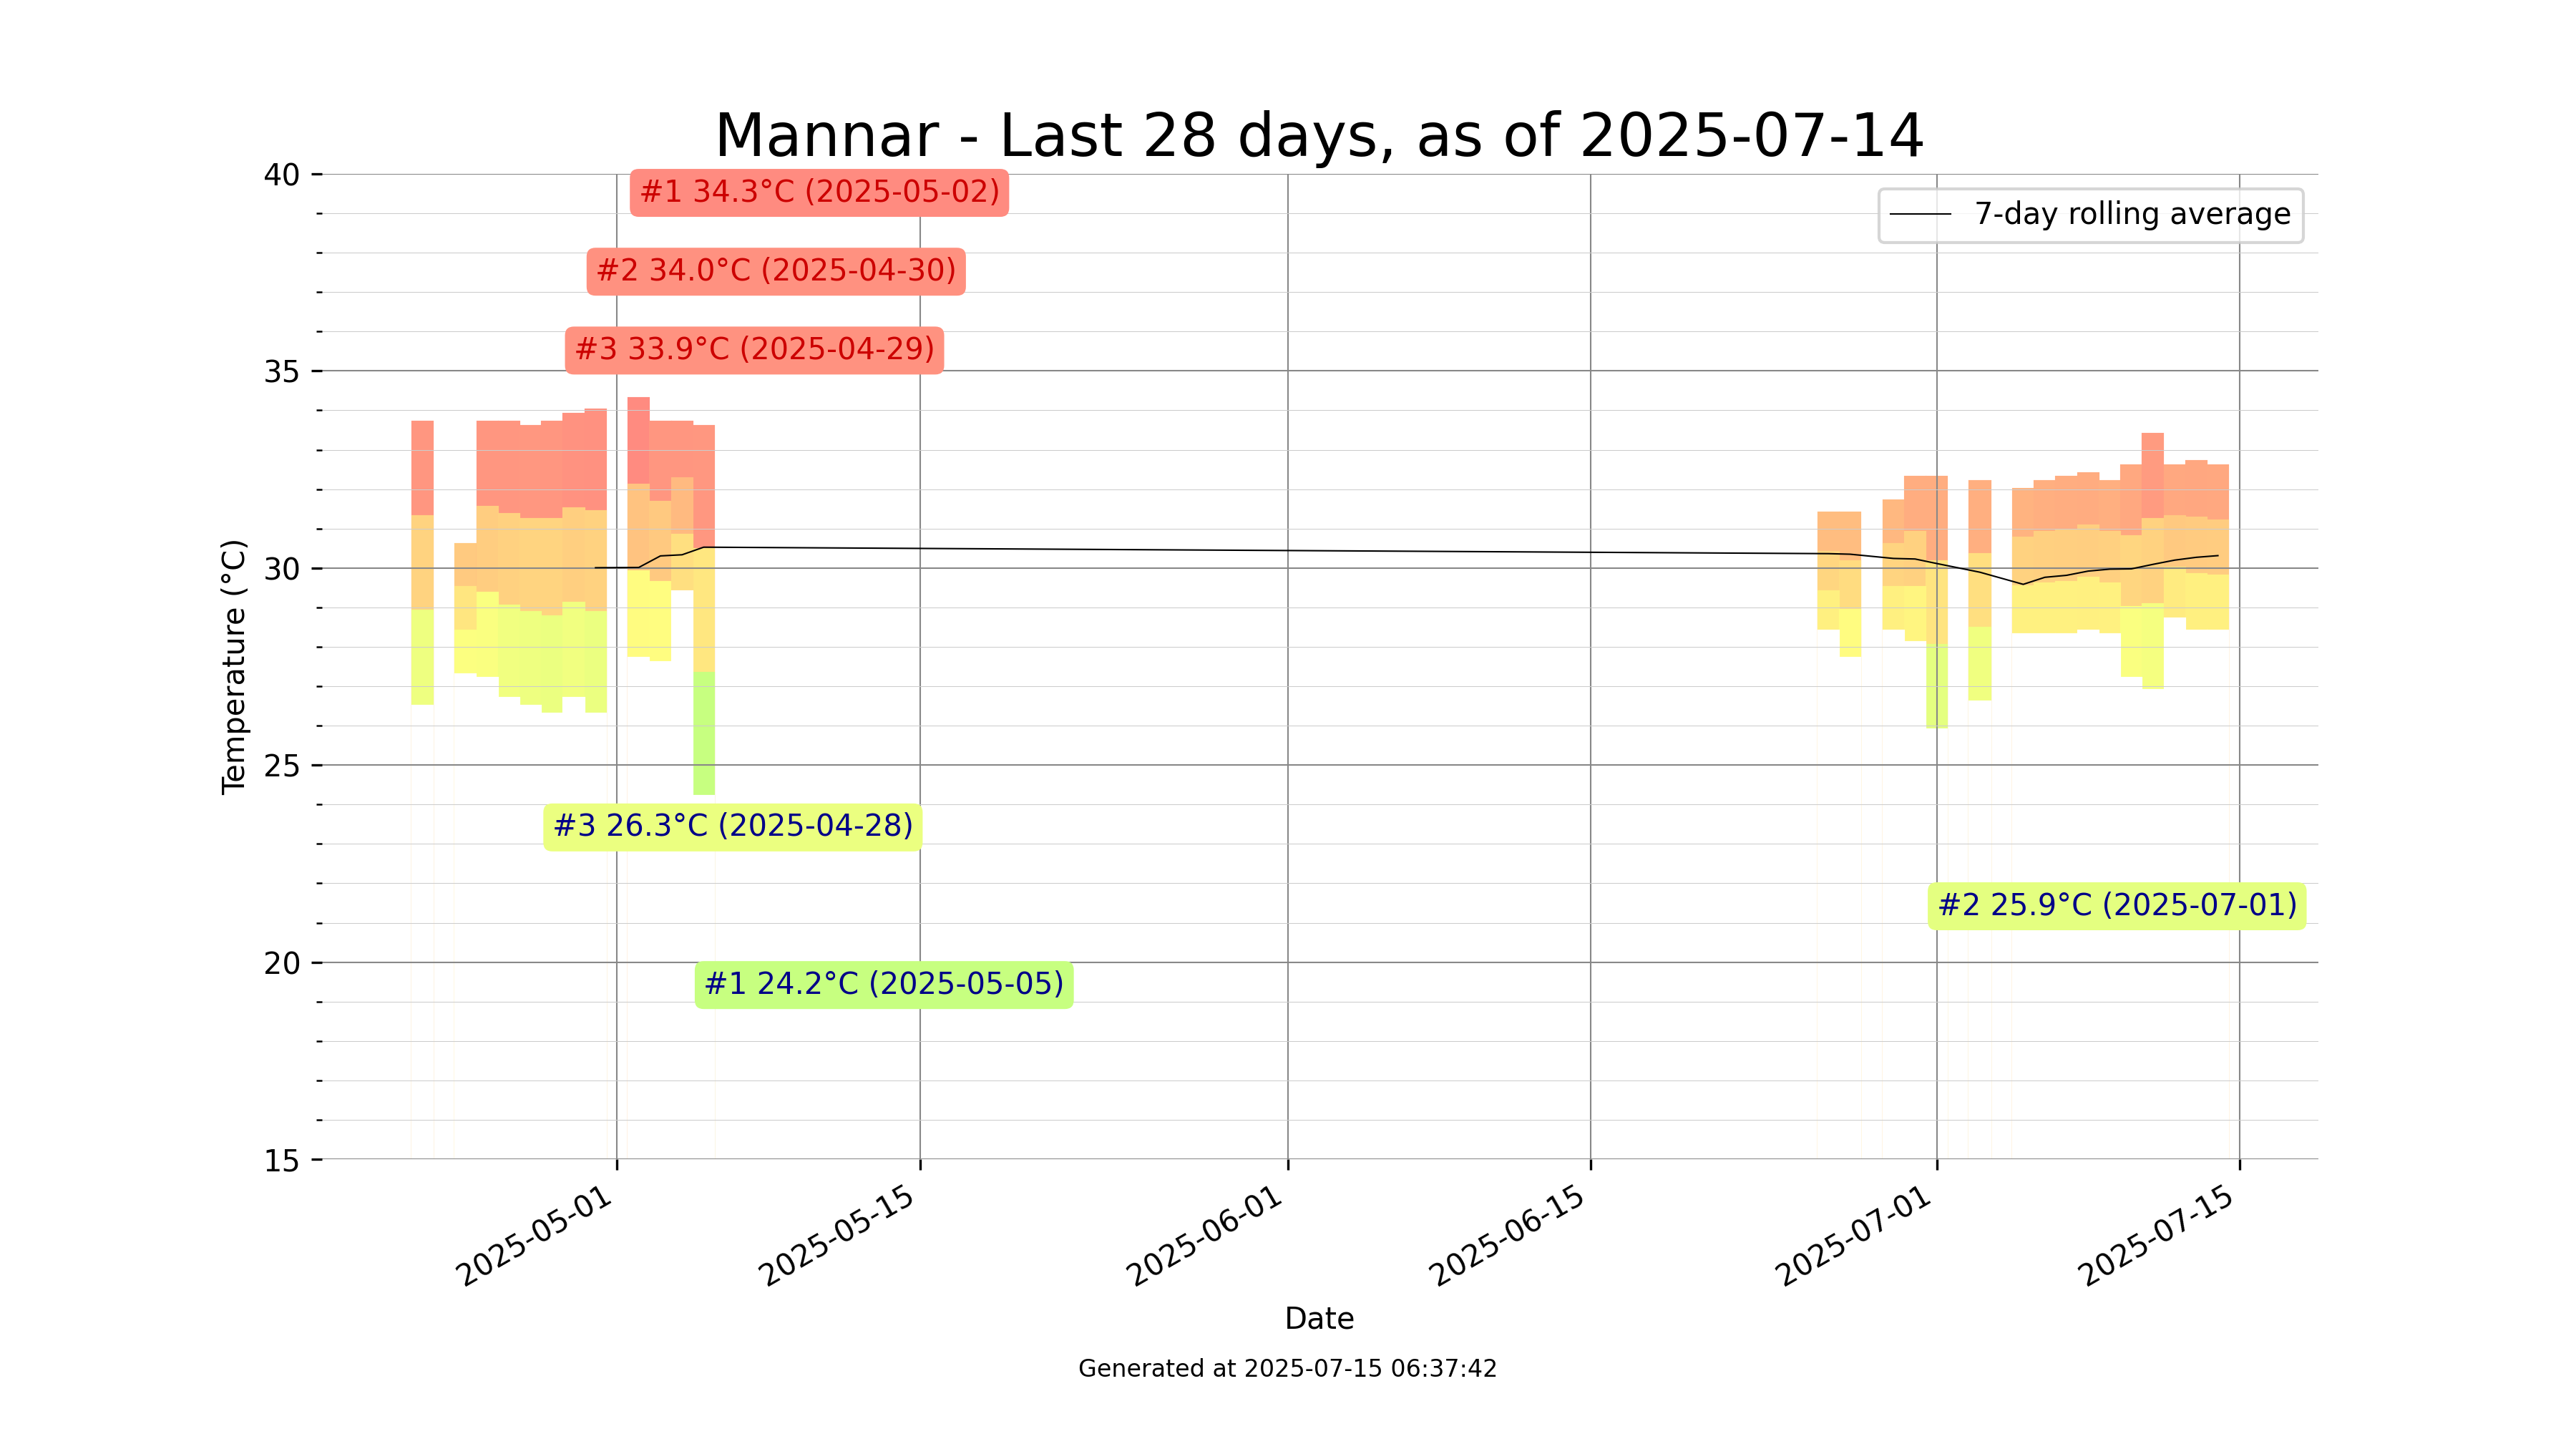 Mannar - Last 28 days, as of 2025-07-14
40
#1 34.3°C (2025-05-02)
7-day rolling average
#2 34.0°C (2025-04-30)
#3 33.9°C (2025-04-29)
35
30
Temperature (°C)
25
#3 26.3°C (2025-04-28)
#2 25.9°C (2025-07-01)
20
#1 24.2°C (2025-05-05)
15
2025-05-01
2025-05-15
2025-06-01
2025-06-15
2025-07-01
2025-07-15
Date
Generated at 2025-07-15 06:37:42